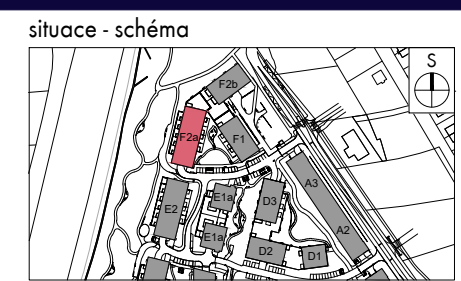 situace - schéma
S
F2b
F2a
F1
A3
E1a
D3
E2
A2
E1a
D2
D1